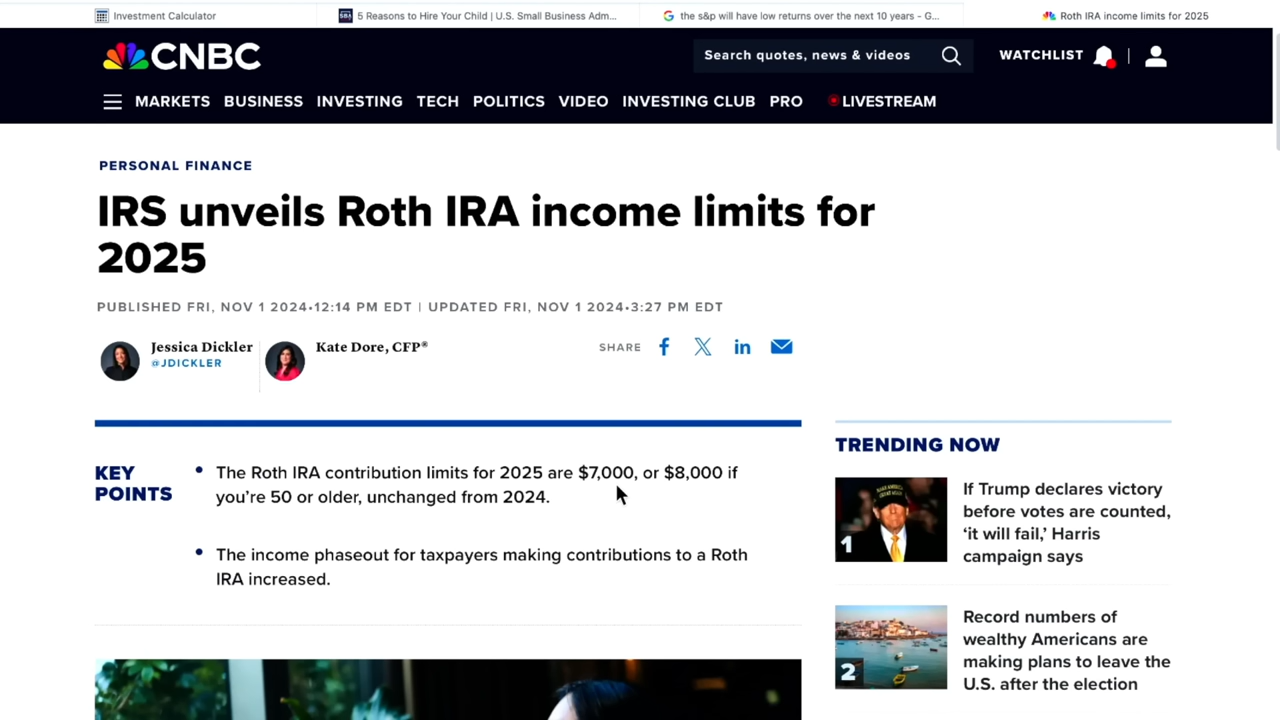 Investment Calculator
SBA 5 Reasons to Hire Your Child | U.S. Small Business Adm...
the s&p will have low returns over the next 10 years - G...
Roth IRA income limits for 2025
CNBC
Search quotes, news & videos
WATCHLIST
MARKETS BUSINESS INVESTING TECH POLITICS VIDEO INVESTING CLUB PRO LIVESTREAM
PERSONAL FINANCE
IRS unveils Roth IRA income limits for
2025
PUBLISHED FRI, NOV 1 2024•12:14 PM EDT | UPDATED FRI, NOV 1 2024•3:27 PM EDT
Jessica Dickler
@JDICKLER
Kate Dore, CFP®
SHARE
KEY
POINTS
• The Roth IRA contribution limits for 2025 are $7,000, or $8,000 if
you’re 50 or older, unchanged from 2024.
• The income phaseout for taxpayers making contributions to a Roth
IRA increased.
TRENDING NOW
1
If Trump declares victory
before votes are counted,
‘it will fail,’ Harris
campaign says
2
Record numbers of
wealthy Americans are
making plans to leave the
U.S. after the election